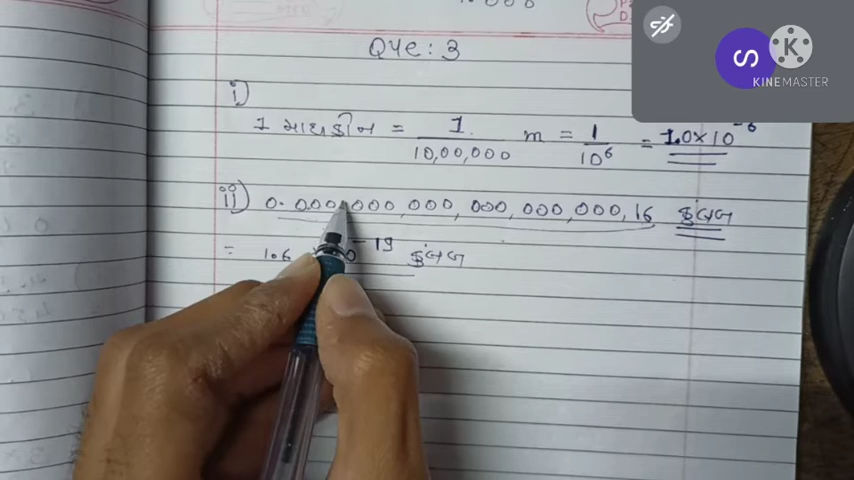 Que : 3
KINEMASTER
i)
1 માઇક્રોન = 1 / 10,00,000 m = 1 / 10⁶ = 1.0 × 10⁻⁶
ii) 0.000,000,000,000,000,000,16 કુલંબ
= 1.6 10⁻¹⁹ કુલંબ